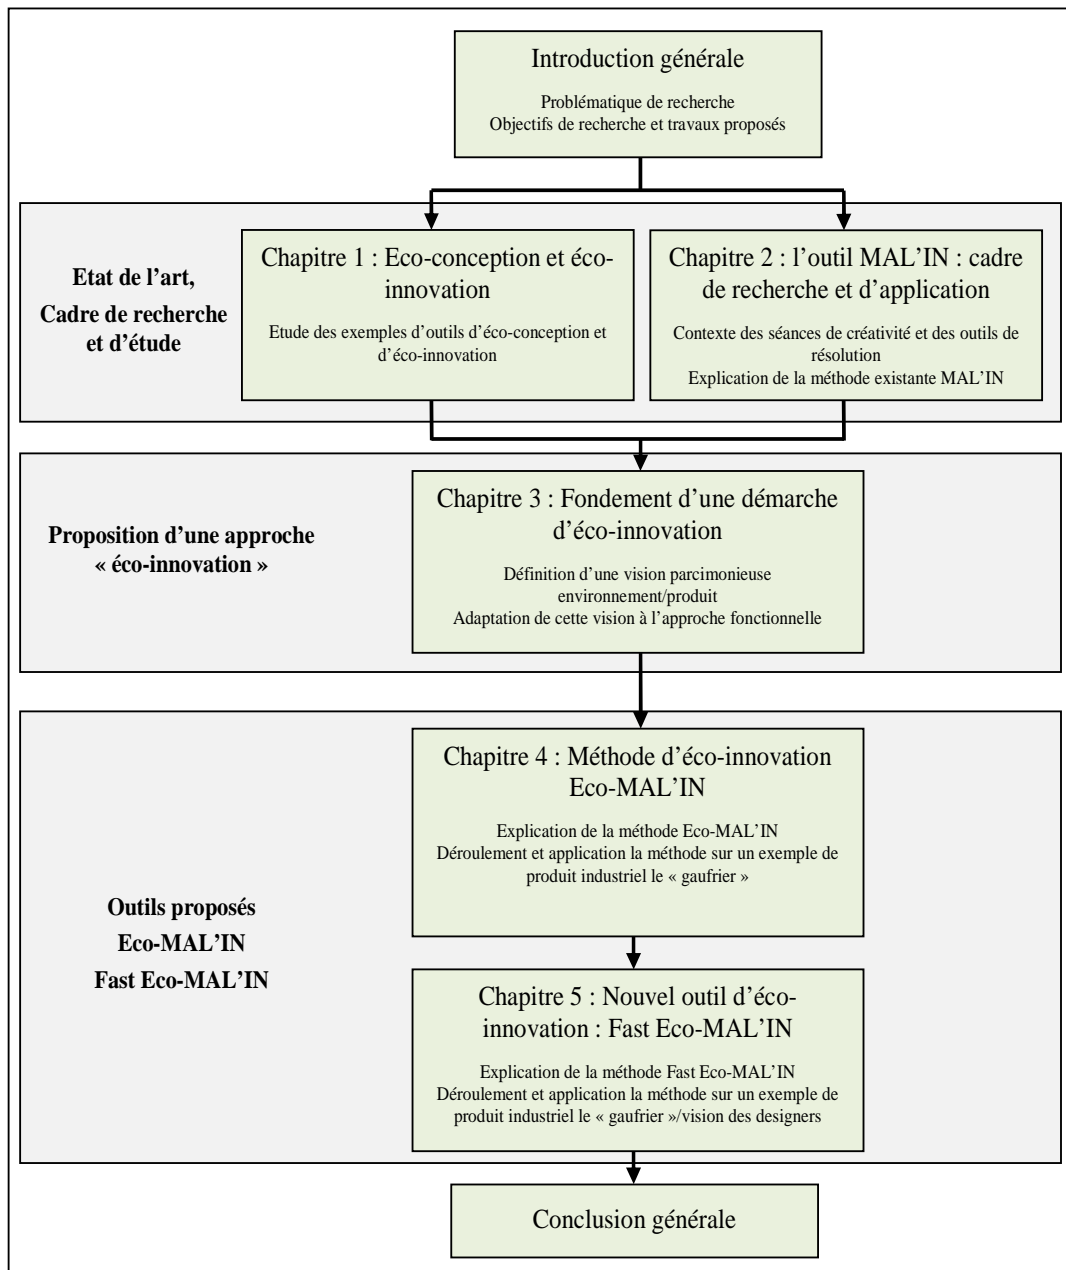 Introduction générale
Problématique de recherche
Objectifs de recherche et travaux proposés
Etat de l’art,
Cadre de recherche
et d’étude
Chapitre 1 : Eco-conception et éco-
innovation
Etude des exemples d’outils d’éco-conception et
d’éco-innovation
Chapitre 2 : l’outil MAL’IN : cadre
de recherche et d’application
Contexte des séances de créativité et des outils de
résolution
Explication de la méthode existante MAL’IN
Proposition d’une approche
« éco-innovation »
Chapitre 3 : Fondement d’une démarche
d’éco-innovation
Définition d’une vision parcimonieuse
environnement/produit
Adaptation de cette vision à l’approche fonctionnelle
Outils proposés
Eco-MAL’IN
Fast Eco-MAL’IN
Chapitre 4 : Méthode d’éco-innovation
Eco-MAL’IN
Explication de la méthode Eco-MAL’IN
Déroulement et application la méthode sur un exemple de
produit industriel le « gaufrier »
Chapitre 5 : Nouvel outil d’éco-
innovation : Fast Eco-MAL’IN
Explication de la méthode Fast Eco-MAL’IN
Déroulement et application la méthode sur un exemple de
produit industriel le « gaufrier »/vision des designers
Conclusion générale